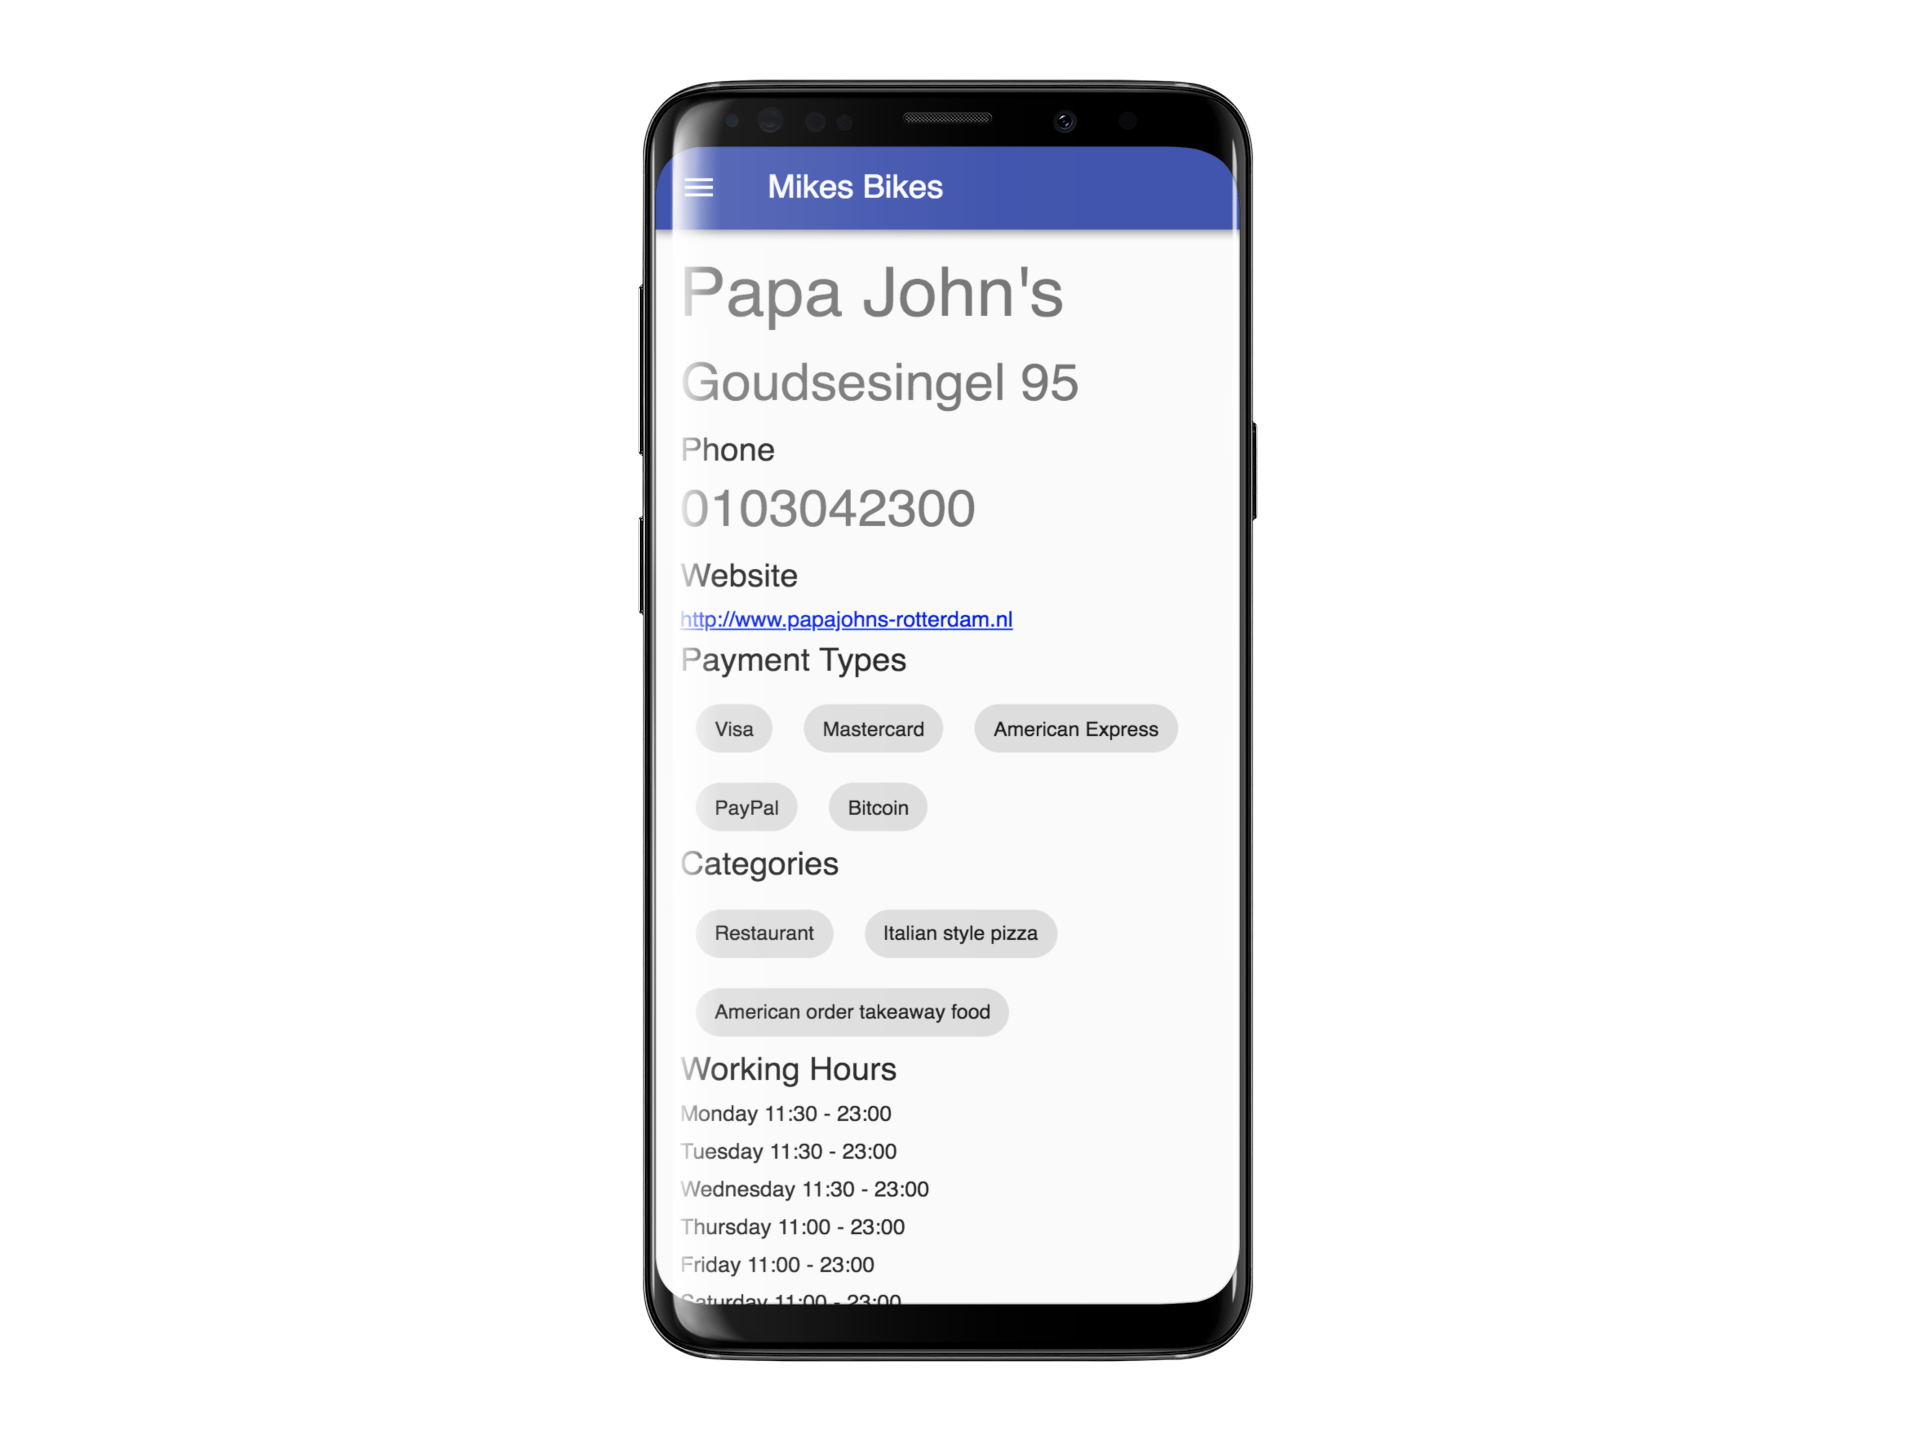 Mikes Bikes
Papa John's
Goudsesingel 95
Phone
0103042300
Website
http://www.papajohns-rotterdam.nl
Payment Types
Visa Mastercard American Express
PayPal Bitcoin
Categories
Restaurant Italian style pizza
American order takeaway food
Working Hours
Monday 11:30 - 23:00
Tuesday 11:30 - 23:00
Wednesday 11:30 - 23:00
Thursday 11:00 - 23:00
Friday 11:00 - 23:00
Saturday 11:00 - 23:00